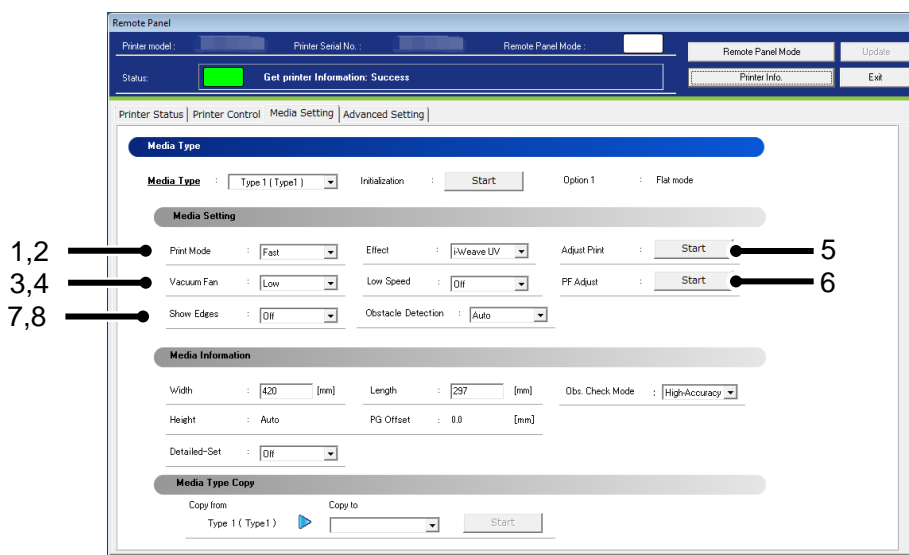 Remote Panel
Printer model : Printer Serial No. : Remote Panel Mode : Remote Panel Mode Update
Status: Get printer Information: Success Printer Info. Exit
Printer Status Printer Control Media Setting Advanced Setting
Media Type
Media Type : Type 1 ( Type1 ) Initialization : Start Option 1 : Flat mode
Media Setting
1,2 Print Mode : Fast Effect : i-Weave UV Adjust Print : Start 5
3,4 Vacuum Fan : Low Low Speed : Off PF Adjust : Start 6
7,8 Show Edges : Off Obstacle Detection : Auto
Media Information
Width : 420 [mm] Length : 297 [mm] Obs. Check Mode : High-Accuracy
Height : Auto PG Offset : 0.0 [mm]
Detailed-Set : Off
Media Type Copy
Copy from Copy to
Type 1 ( Type1 ) Start